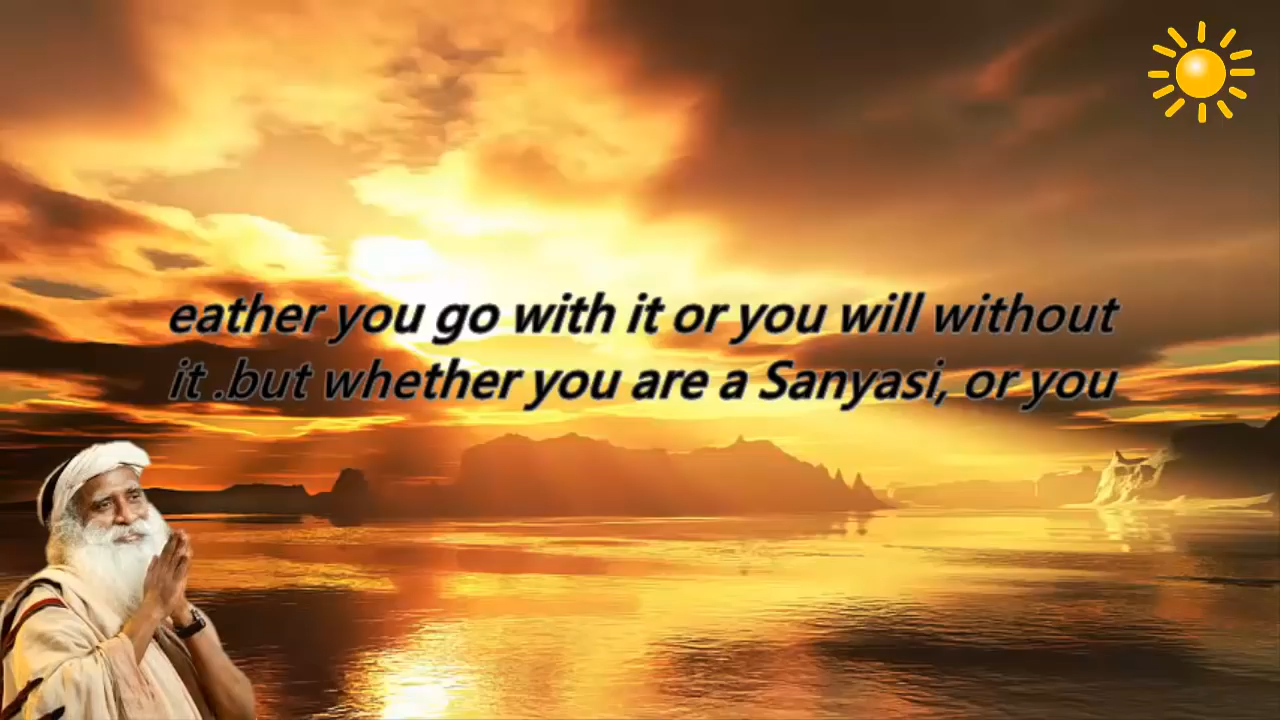 eather you go with it or you will without
it .but whether you are a Sanyasi, or you